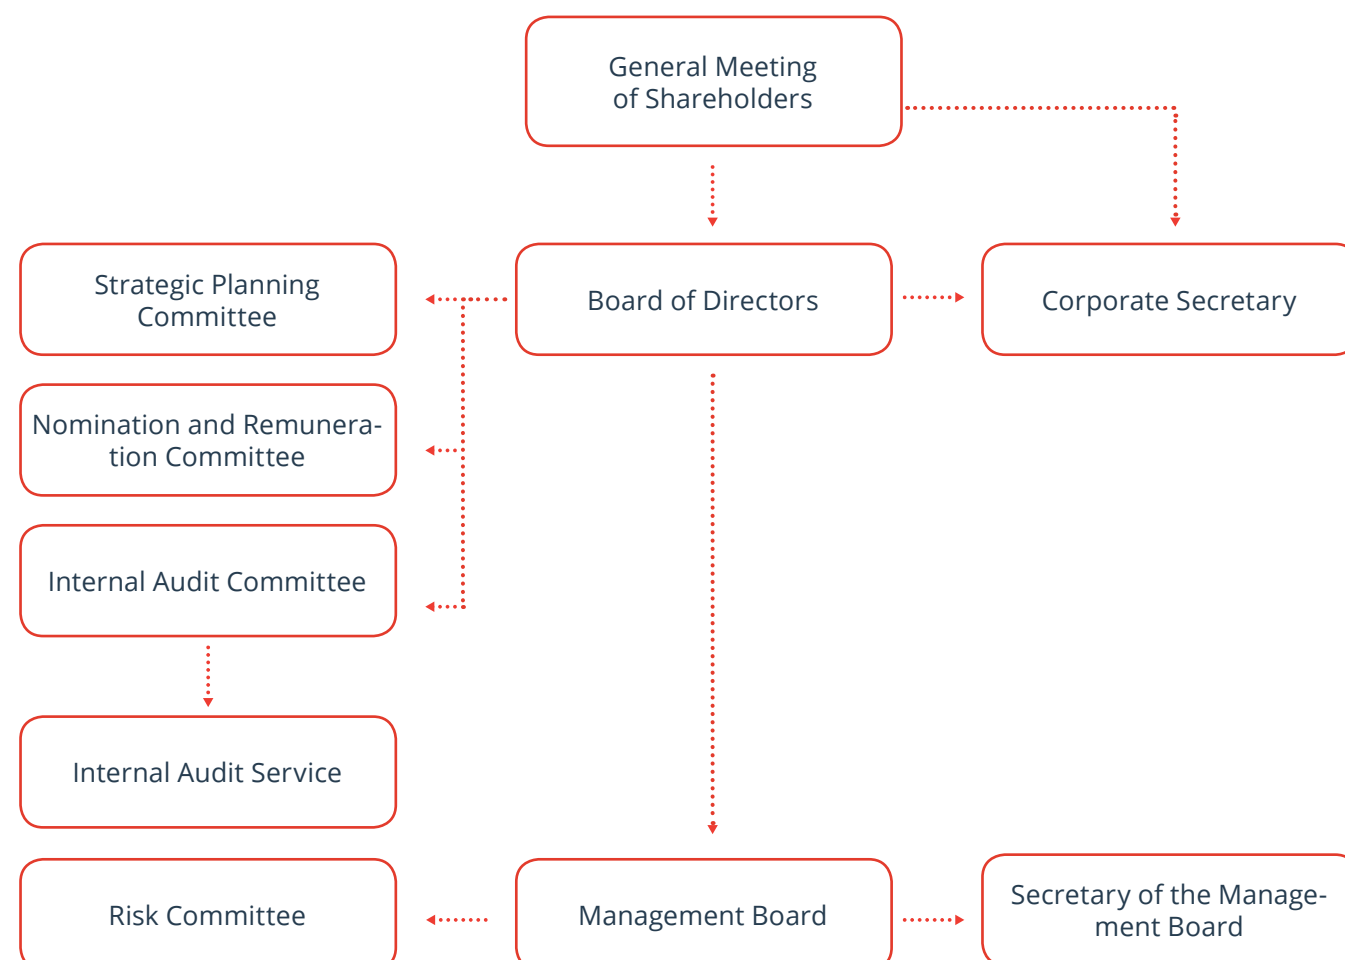 General Meeting
of Shareholders
Strategic Planning
Committee
Board of Directors
Corporate Secretary
Nomination and Remunera-
tion Committee
Internal Audit Committee
Internal Audit Service
Risk Committee
Management Board
Secretary of the Manage-
ment Board